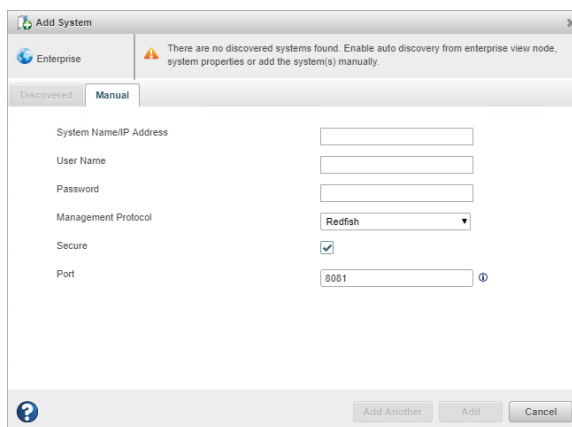 Add System
Enterprise
There are no discovered systems found. Enable auto discovery from enterprise view node,
system properties or add the system(s) manually.
Discovered
Manual
System Name/IP Address
User Name
Password
Management Protocol
Redfish
Secure
Port
8081
Add Another
Add
Cancel